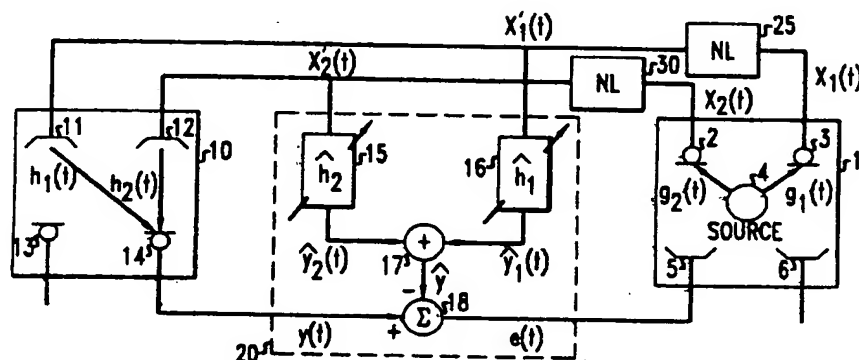 X'₁(t)
NL
25
X'₂(t)
NL
30
X₁(t)
X₂(t)
11
12
10
ĥ₂
15
16
ĥ₁
2
3
1
4
h₁(t)
h₂(t)
g₂(t)
g₁(t)
SOURCE
13
14
ŷ₂(t)
17
+
ŷ₁(t)
5
6
ŷ
−
18
+
Σ
y(t)
e(t)
20